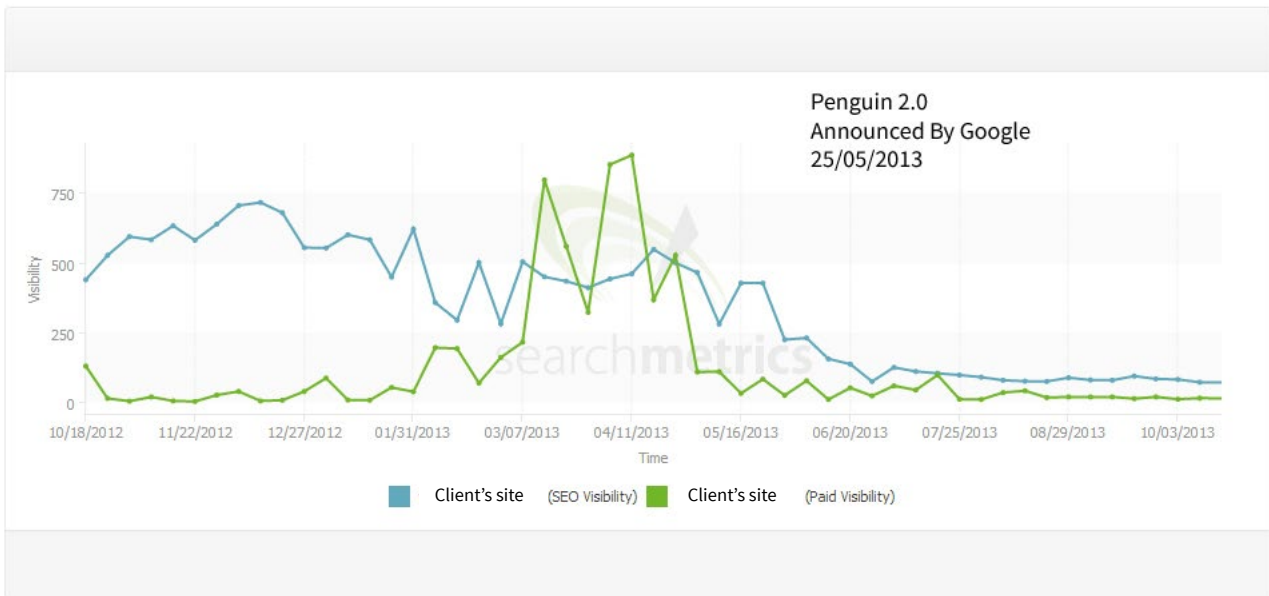 Penguin 2.0
Announced By Google
25/05/2013
750
500
250
0
Visibility
searchmetrics
10/18/2012 11/22/2012 12/27/2012 01/31/2013 03/07/2013 04/11/2013 05/16/2013 06/20/2013 07/25/2013 08/29/2013 10/03/2013
Time
Client's site (SEO Visibility) Client's site (Paid Visibility)